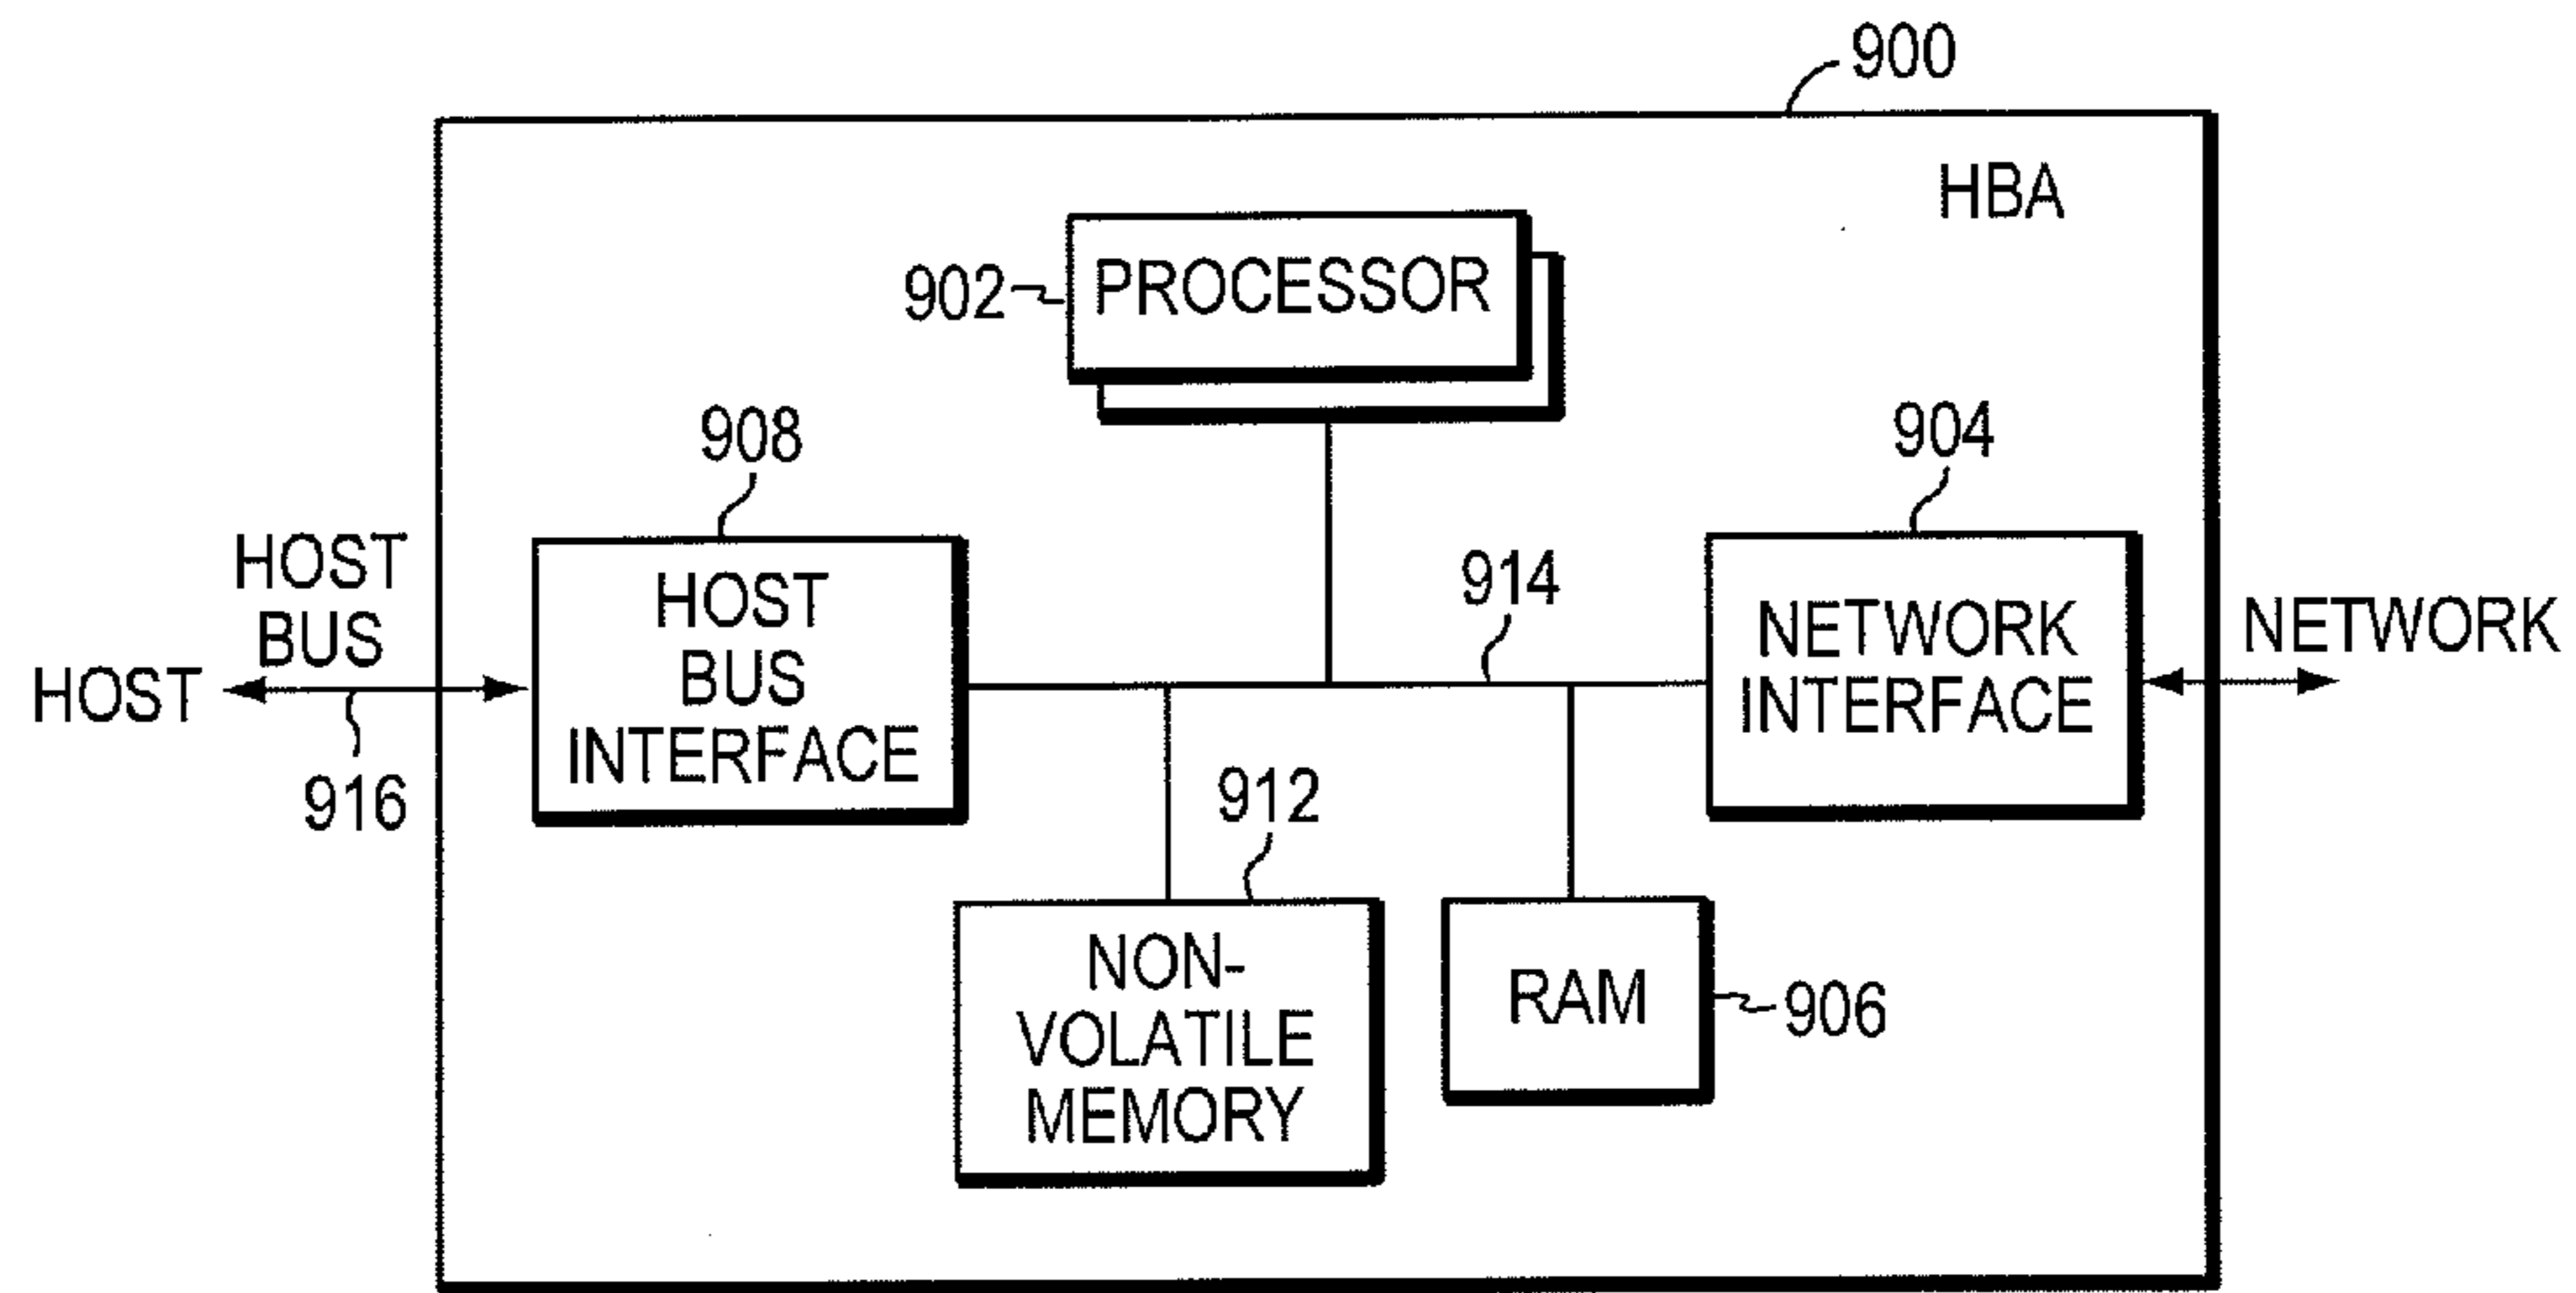 900
HBA
902
PROCESSOR
908
904
HOST
BUS
HOST
916
HOST
BUS
INTERFACE
914
NETWORK
INTERFACE
NETWORK
912
NON-
VOLATILE
MEMORY
RAM
906